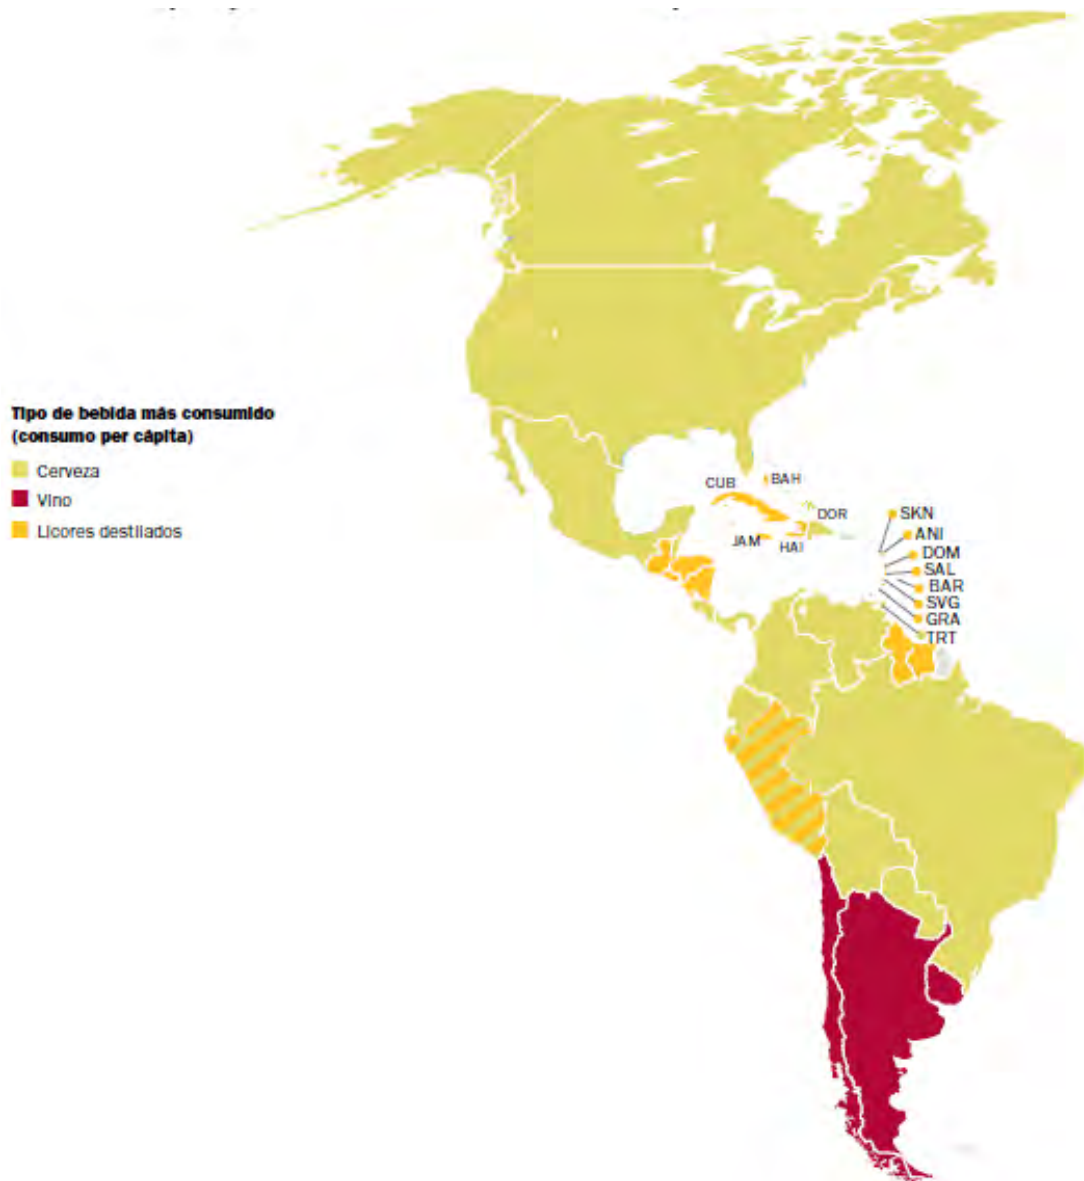 Tipo de bebida más consumido
(consumo per cápita)
Cerveza
Vino
Licores destilados
CUB
BAH
DOR
JAM
HAI
SKN
ANI
DOM
SAL
BAR
SVG
GRA
TRT